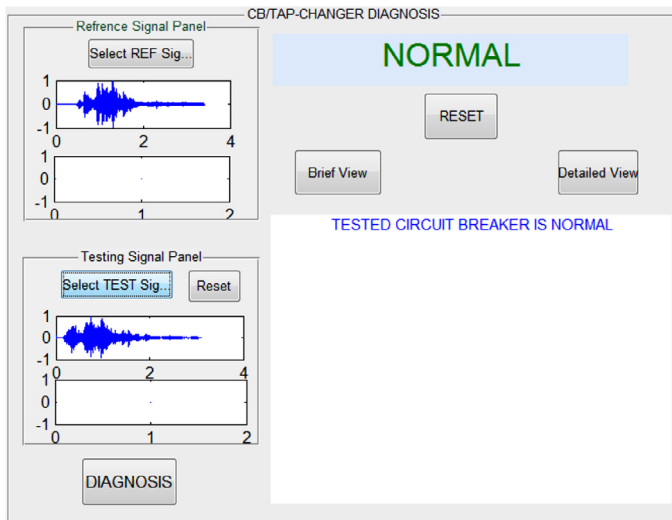 CB/TAP-CHANGER DIAGNOSIS
Refrence Signal Panel
Select REF Sig...
1
0
-1
0 2 4
1
0
-1
0 1 2
NORMAL
RESET
Brief View
Detailed View
TESTED CIRCUIT BREAKER IS NORMAL
Testing Signal Panel
Select TEST Sig...
Reset
1
0
-1
0 2 4
1
0
-1
0 1 2
DIAGNOSIS